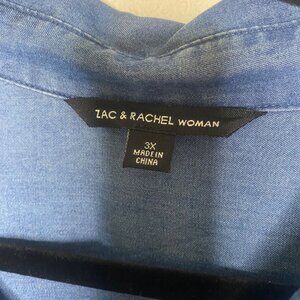 ZAC & RACHEL WOMAN
3X
MADE IN
CHINA